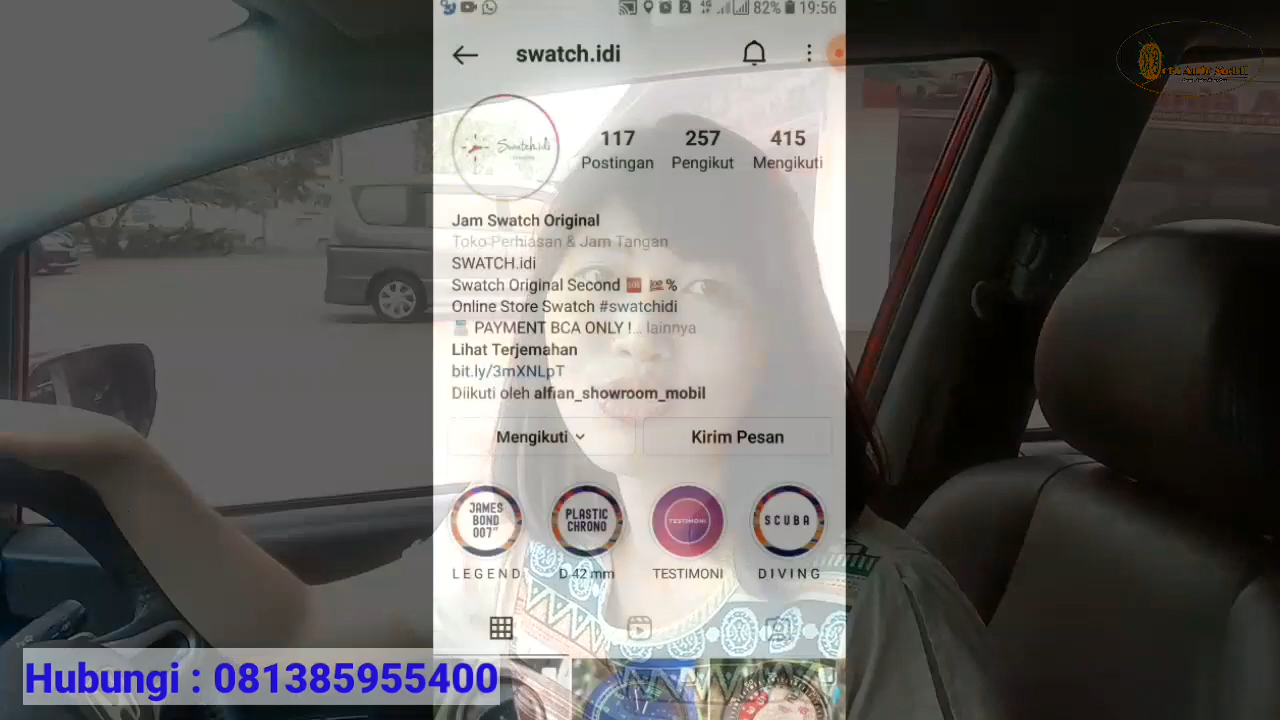 82% 19:56
swatch.idi
117 257 415
Postingan Pengikut Mengikuti
Swatch.idi
Jam Swatch Original
Toko Perhiasan & Jam Tangan
SWATCH.idi
Swatch Original Second 💯 💯%
Online Store Swatch #swatchidi
PAYMENT BCA ONLY !... lainnya
Lihat Terjemahan
bit.ly/3mXNLpT
Diikuti oleh alfian_showroom_mobil
Mengikuti Kirim Pesan
JAMES BOND 007"
PLASTIC CHRONO
TESTIMONI
SCUBA
LEGEND D 42 mm TESTIMONI DIVING
Hubungi : 081385955400